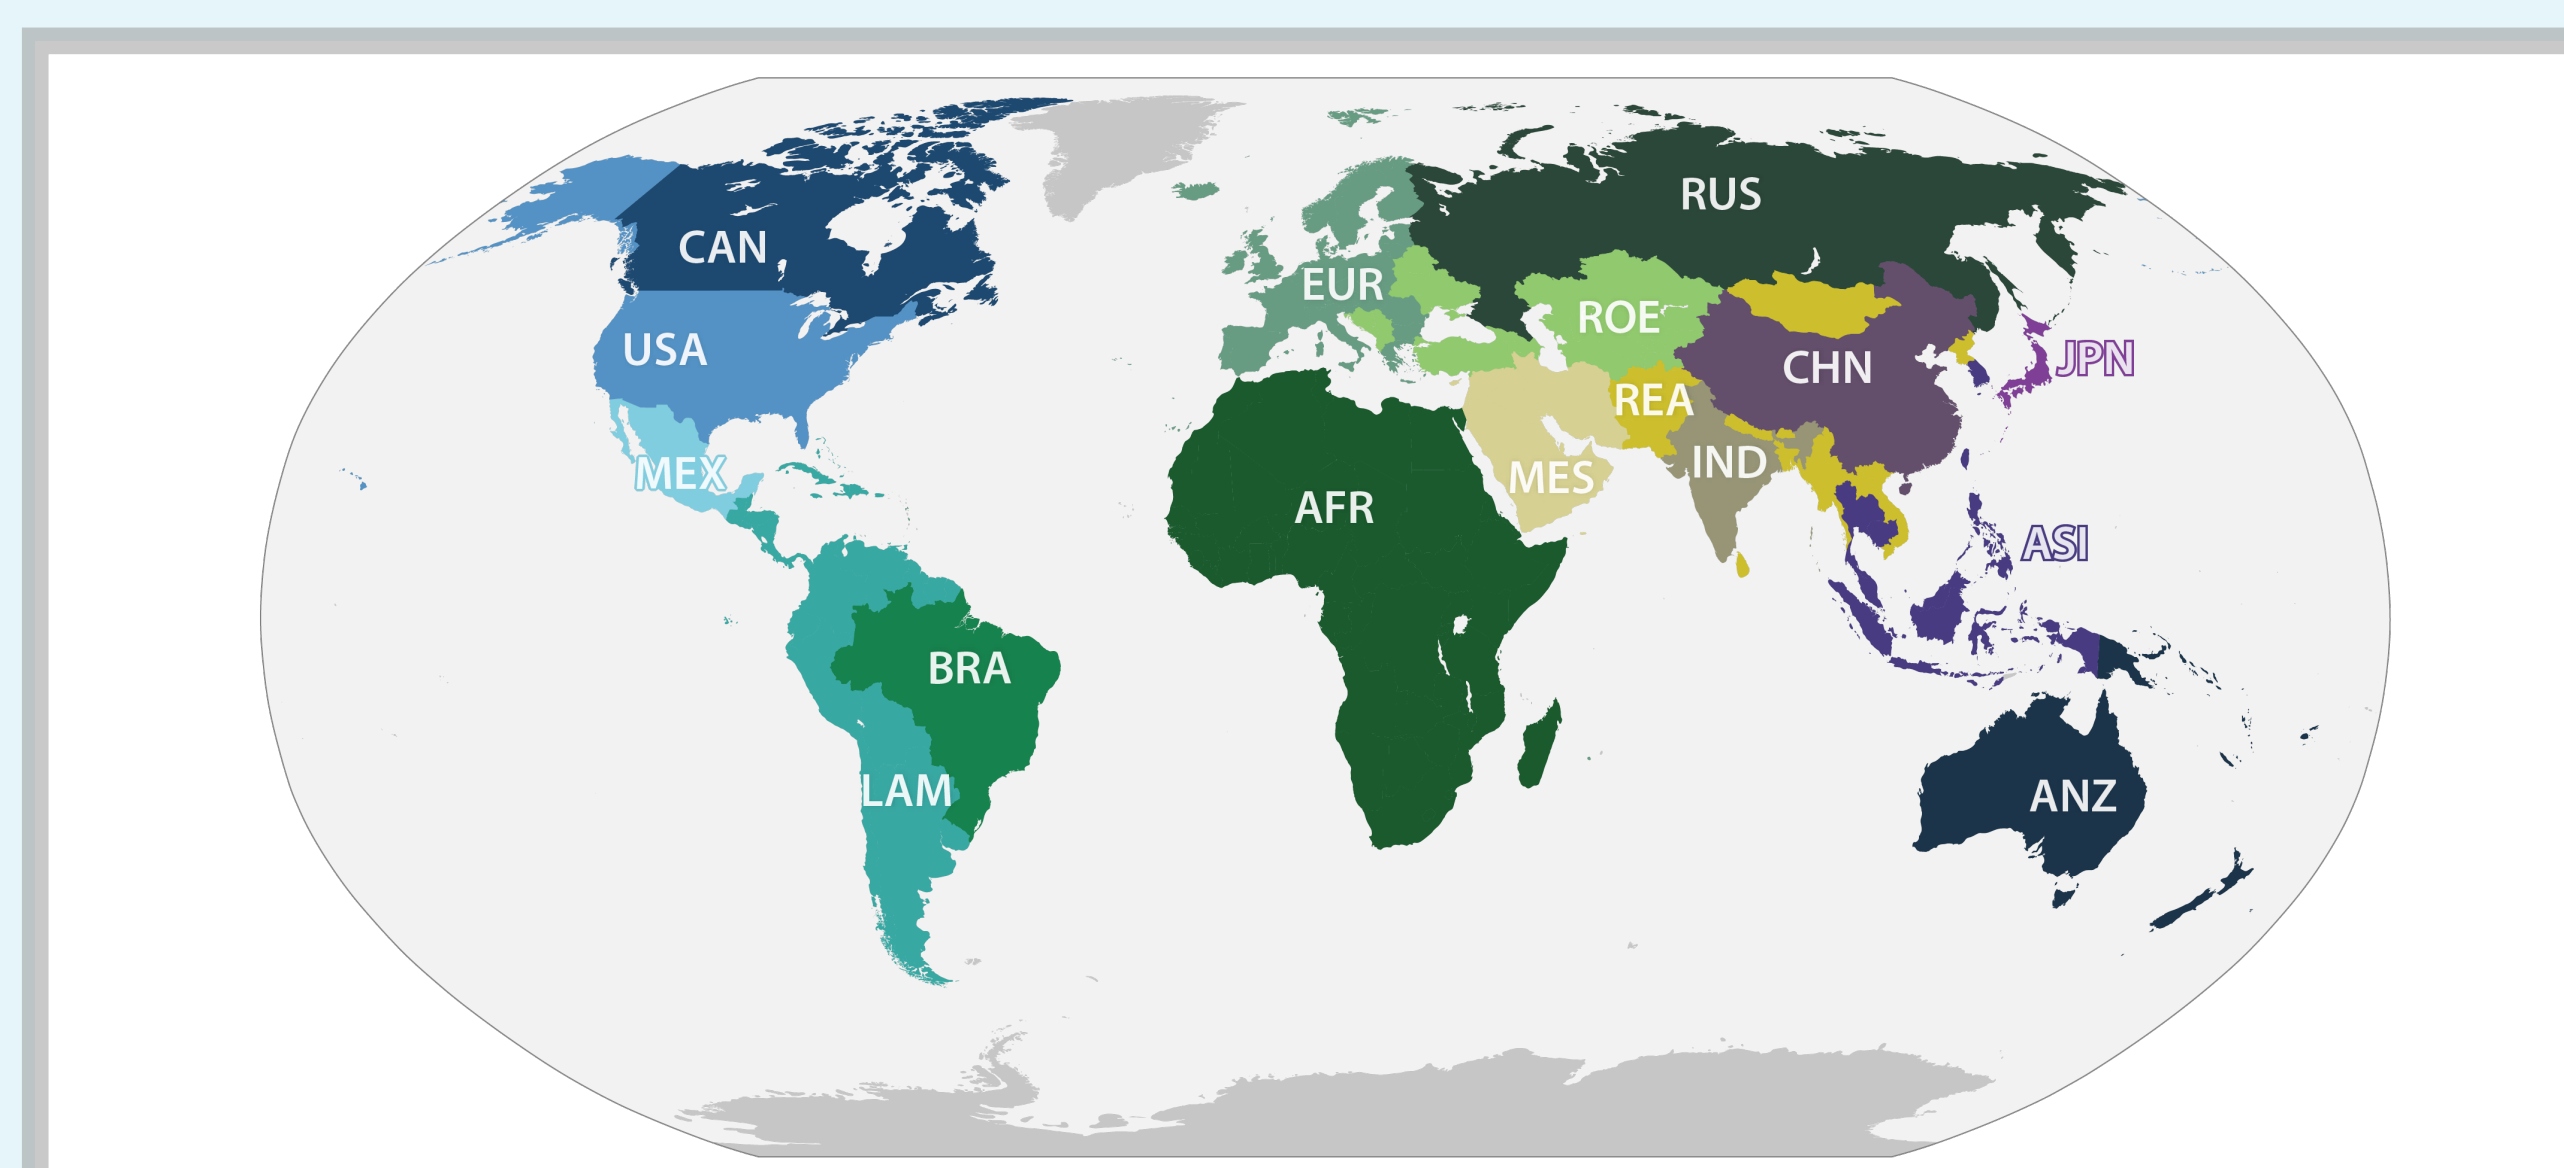 RUS
CAN
EUR
ROE
USA
JPN
CHN
REA
MEX
IND
MES
AFR
ASI
BRA
LAM
ANZ